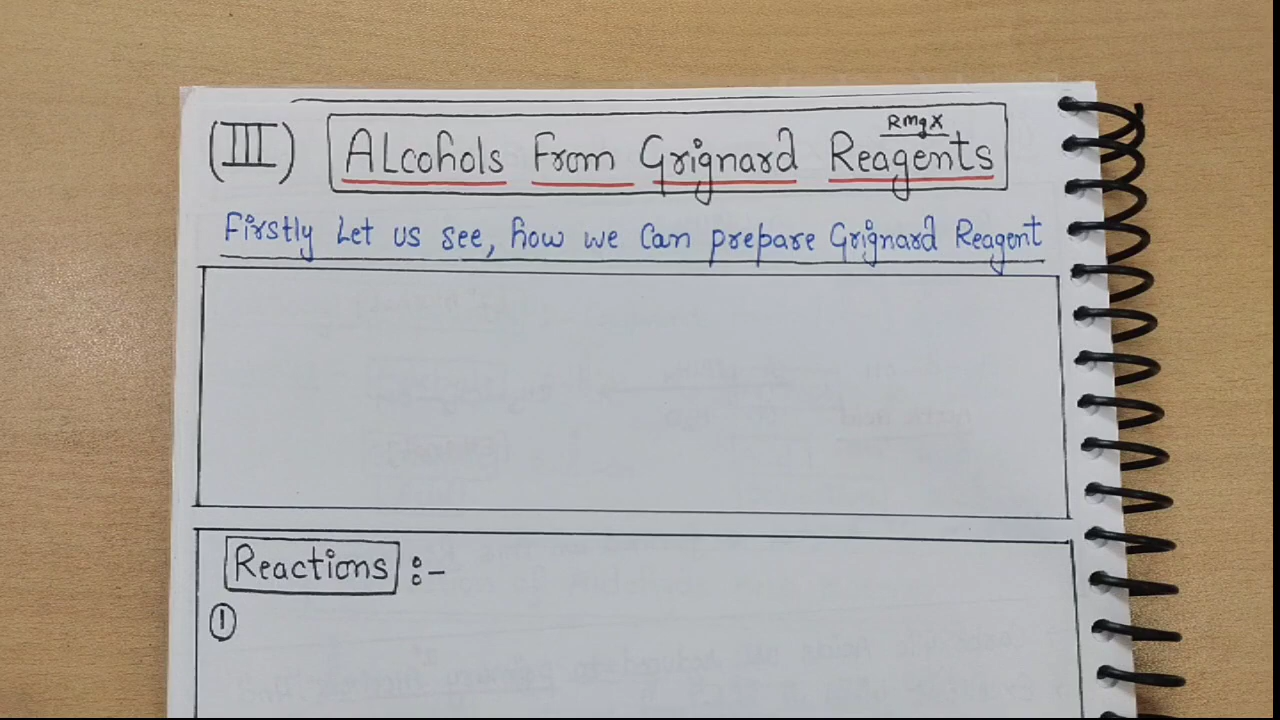 (III) ALcohols From Grignard Reagents
RMgX
Firstly Let us see, how we Can prepare Grignard Reagent
Reactions :-
①